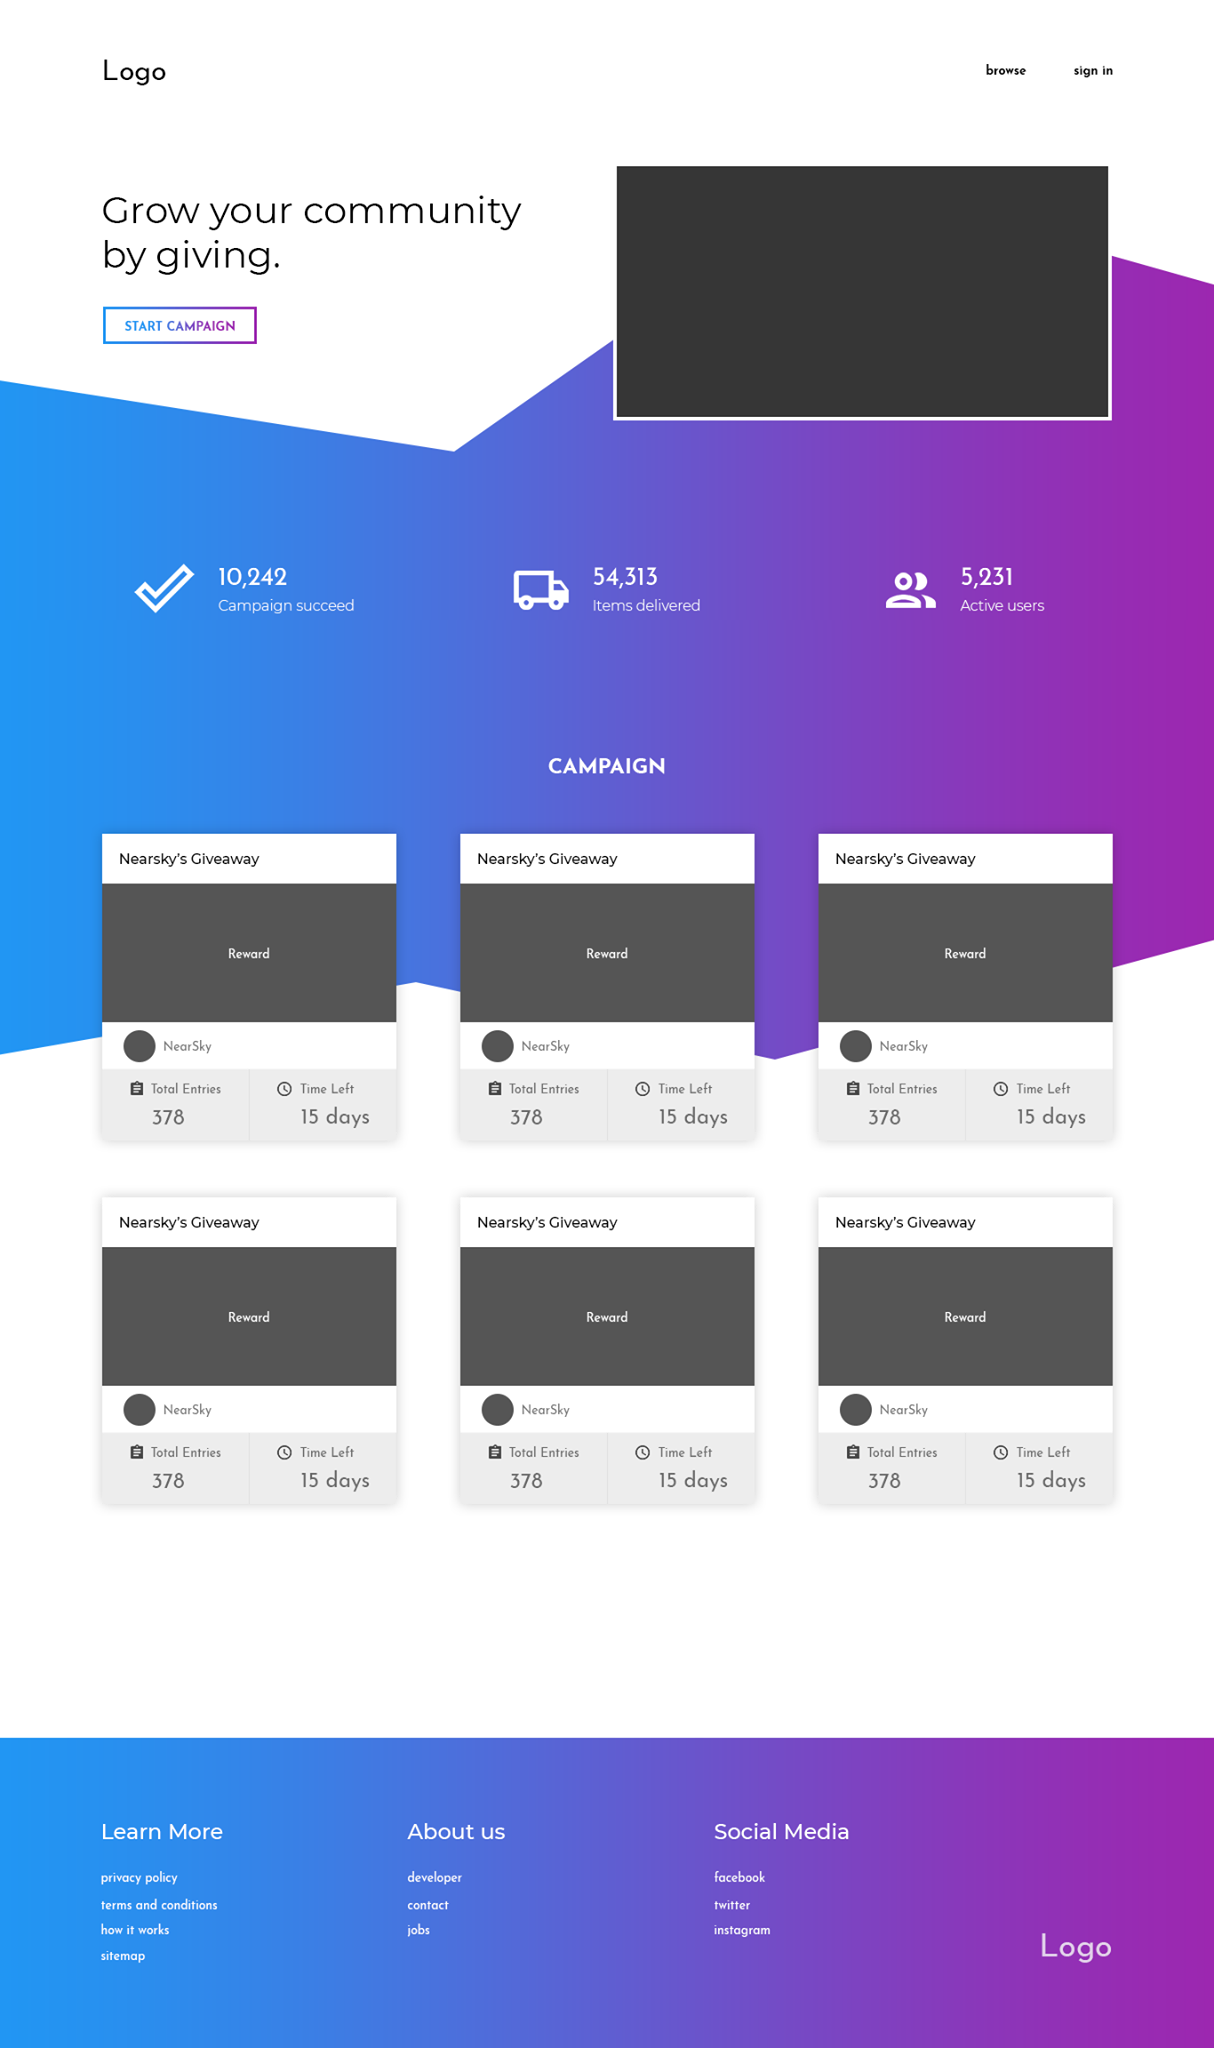 Logo
browse
sign in
Grow your community
by giving.
START CAMPAIGN
10,242
Campaign succeed
54,313
Items delivered
5,231
Active users
CAMPAIGN
Nearsky’s Giveaway
Reward
NearSky
Total Entries
378
Time Left
15 days
Nearsky’s Giveaway
Reward
NearSky
Total Entries
378
Time Left
15 days
Nearsky’s Giveaway
Reward
NearSky
Total Entries
378
Time Left
15 days
Nearsky’s Giveaway
Reward
NearSky
Total Entries
378
Time Left
15 days
Nearsky’s Giveaway
Reward
NearSky
Total Entries
378
Time Left
15 days
Nearsky’s Giveaway
Reward
NearSky
Total Entries
378
Time Left
15 days
Learn More
privacy policy
terms and conditions
how it works
sitemap
About us
developer
contact
jobs
Social Media
facebook
twitter
instagram
Logo